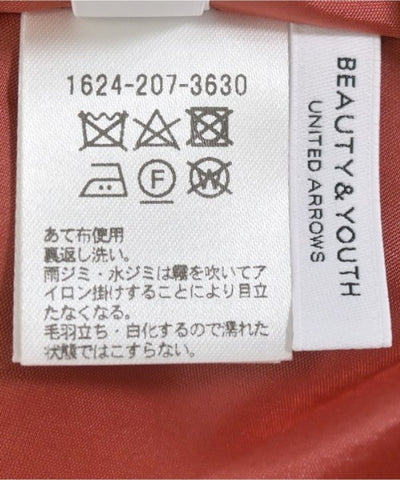 1624-207-3630
F
W
あて布使用
裏返し洗い。
雨ジミ・水ジミは霧を吹いてア
イロン掛けすることにより目立
たなくなる。
毛羽立ち・白化するので濡れた
状態ではこすらない。
BEAUTY & YOUTH
UNITED ARROWS